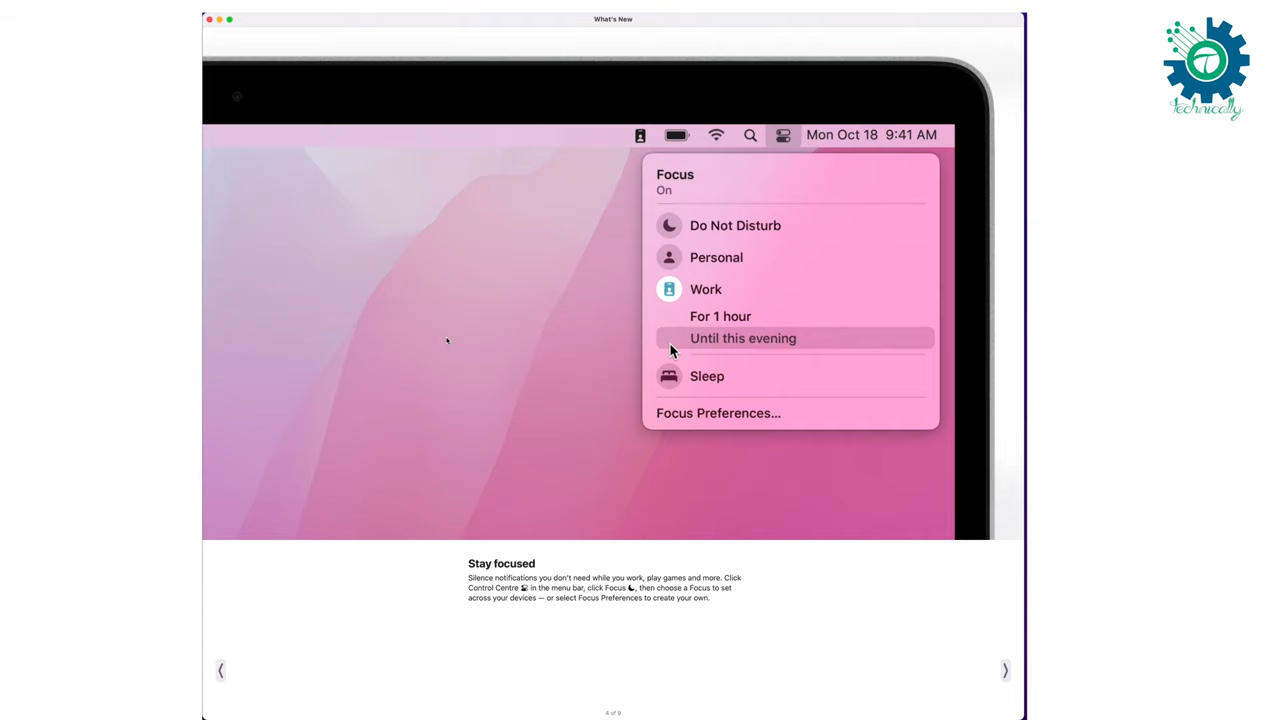 What's New
Technically
Mon Oct 18 9:41 AM
Focus
On
Do Not Disturb
Personal
Work
For 1 hour
Until this evening
Sleep
Focus Preferences...
Stay focused
Silence notifications you don't need while you work, play games and more. Click
Control Centre in the menu bar, click Focus , then choose a Focus to set
across your devices — or select Focus Preferences to create your own.
4 of 9